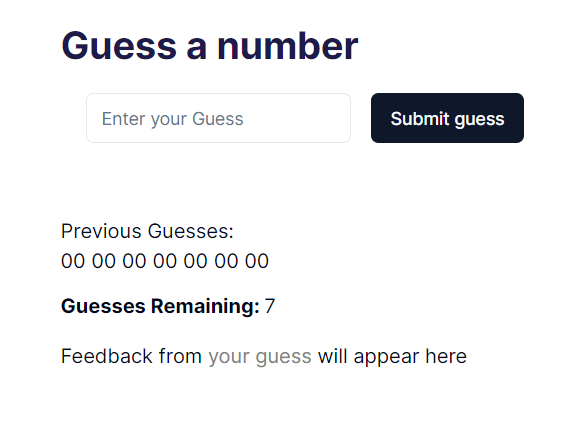 Guess a number
Enter your Guess
Submit guess
Previous Guesses:
00 00 00 00 00 00 00
Guesses Remaining: 7
Feedback from your guess will appear here